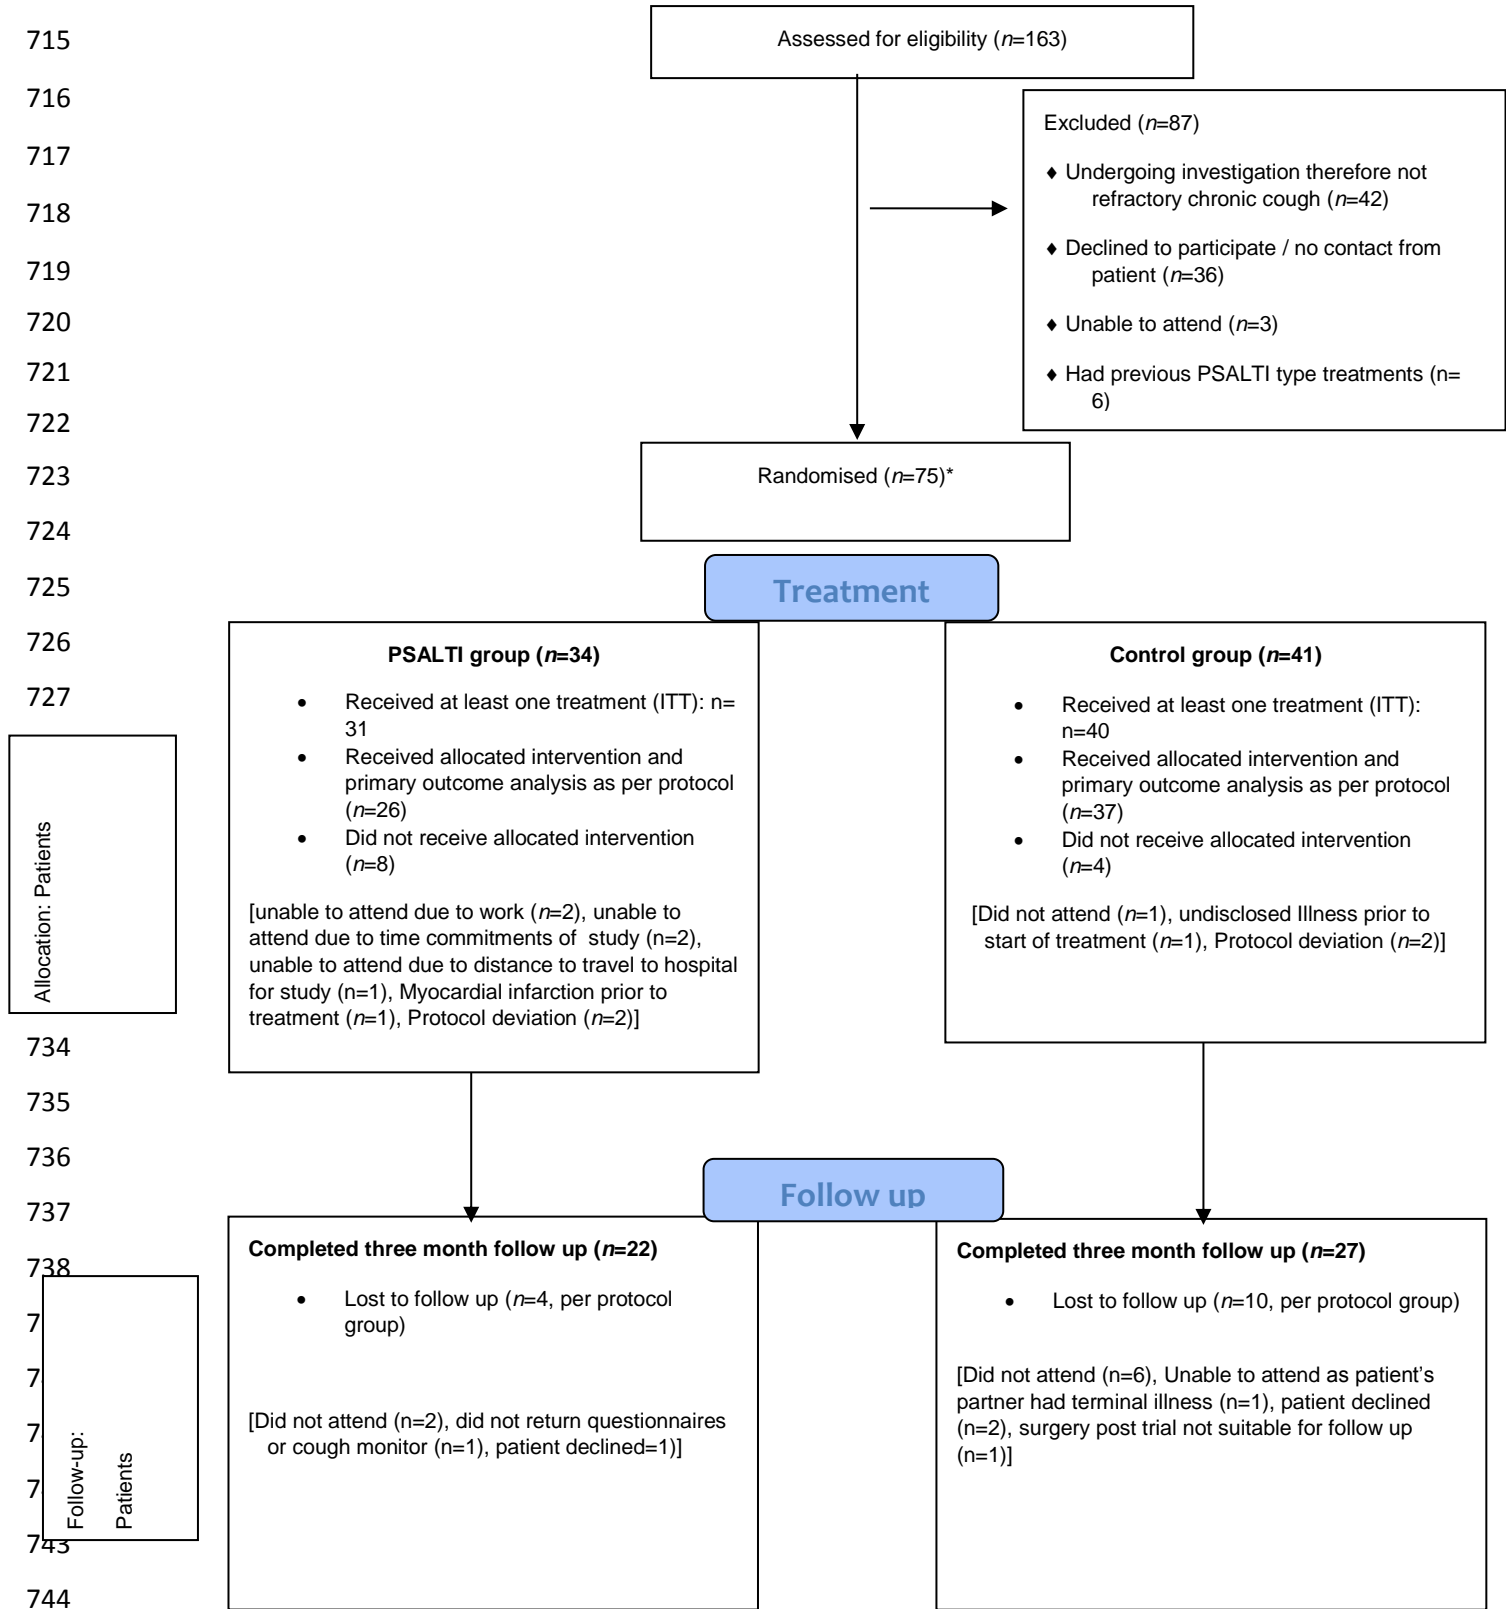 715
Assessed for eligibility (n=163)
716
Excluded (n=87)
717
♦ Undergoing investigation therefore not
refractory chronic cough (n=42)
718
♦ Declined to participate / no contact from
patient (n=36)
719
720
♦ Unable to attend (n=3)
721
♦ Had previous PSALTI type treatments (n=
6)
722
723
Randomised (n=75)*
724
725
Treatment
726
727
PSALTI group (n=34)
• Received at least one treatment (ITT): n=
31
• Received allocated intervention and
primary outcome analysis as per protocol
(n=26)
• Did not receive allocated intervention
(n=8)
[unable to attend due to work (n=2), unable to
attend due to time commitments of study (n=2),
unable to attend due to distance to travel to hospital
for study (n=1), Myocardial infarction prior to
treatment (n=1), Protocol deviation (n=2)]
Control group (n=41)
• Received at least one treatment (ITT):
n=40
• Received allocated intervention and
primary outcome analysis as per protocol
(n=37)
• Did not receive allocated intervention
(n=4)
[Did not attend (n=1), undisclosed Illness prior to
start of treatment (n=1), Protocol deviation (n=2)]
Allocation: Patients
734
735
736
Follow up
737
738
Completed three month follow up (n=22)
• Lost to follow up (n=4, per protocol
group)
[Did not attend (n=2), did not return questionnaires
or cough monitor (n=1), patient declined=1)]
Completed three month follow up (n=27)
• Lost to follow up (n=10, per protocol group)
[Did not attend (n=6), Unable to attend as patient's
partner had terminal illness (n=1), patient declined
(n=2), surgery post trial not suitable for follow up
(n=1)]
Follow-up:
Patients
743
744